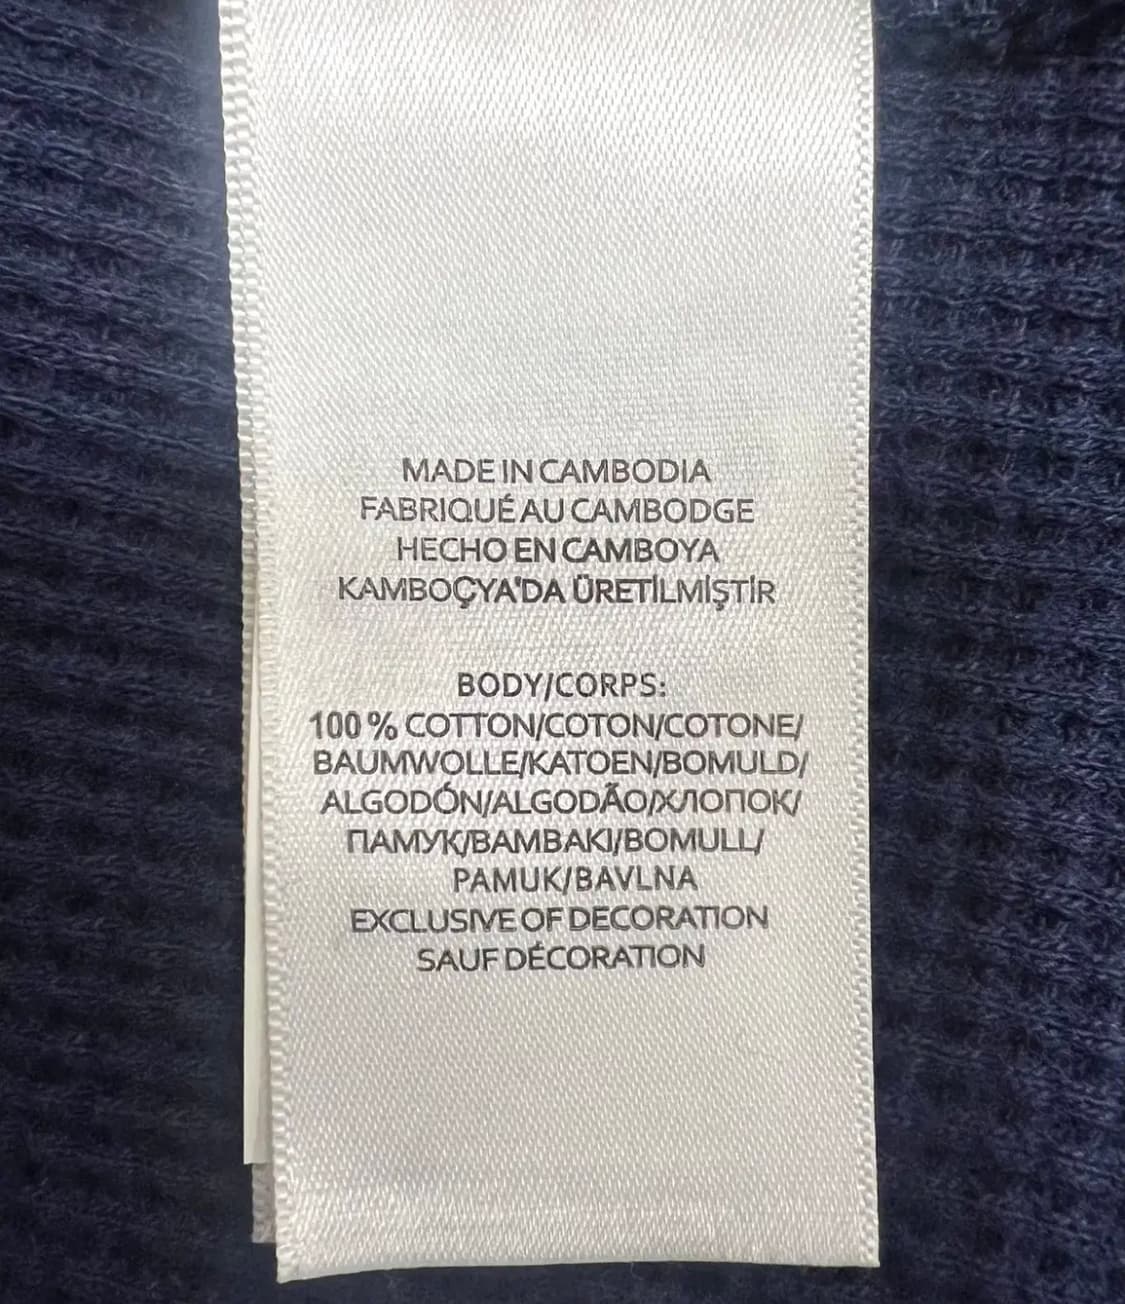 MADE IN CAMBODIA
FABRIQUÉ AU CAMBODGE
HECHO EN CAMBOYA
KAMBOÇYA'DA ÜRETİLMİŞTİR
BODY/CORPS:
100 % COTTON/COTON/COTONE/
BAUMWOLLE/KATOEN/BOMULD/
ALGODÓN/ALGODÃO/ХЛОПОК/
ПАМУК/ΒΑΜΒΑΚΙ/BOMULL/
PAMUK/BAVLNA
EXCLUSIVE OF DECORATION
SAUF DÉCORATION